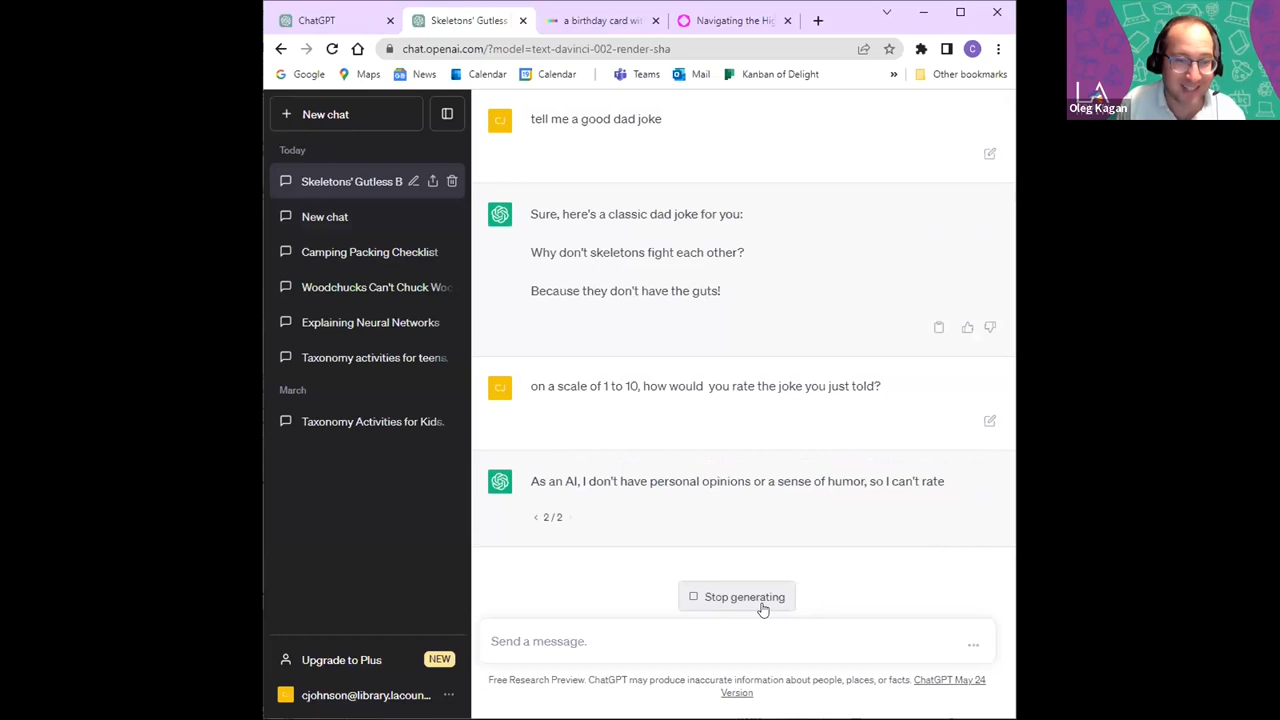 ChatGPT
Skeletons' Gutless
a birthday card wit
Navigating the Hig
chat.openai.com/?model=text-davinci-002-render-sha
C
Google
Maps
News
Calendar
Calendar
Teams
Mail
Kanban of Delight
»
Other bookmarks
LA
Oleg Kagan
+ New chat
Today
Skeletons' Gutless B
New chat
Camping Packing Checklist
Woodchucks Can't Chuck Woo
Explaining Neural Networks
Taxonomy activities for teens.
March
Taxonomy Activities for Kids.
Upgrade to Plus
NEW
cjohnson@library.lacoun...
CJ
tell me a good dad joke
Sure, here's a classic dad joke for you:
Why don't skeletons fight each other?
Because they don't have the guts!
CJ
on a scale of 1 to 10, how would you rate the joke you just told?
As an AI, I don't have personal opinions or a sense of humor, so I can't rate
< 2 / 2
Stop generating
Send a message.
Free Research Preview. ChatGPT may produce inaccurate information about people, places, or facts. ChatGPT May 24
Version